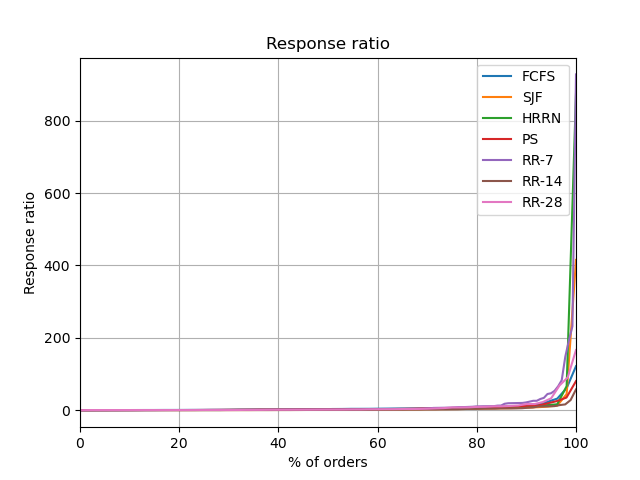 Response ratio
Response ratio
800
600
400
200
0
0 20 40 60 80 100
% of orders
FCFS
SJF
HRRN
PS
RR-7
RR-14
RR-28